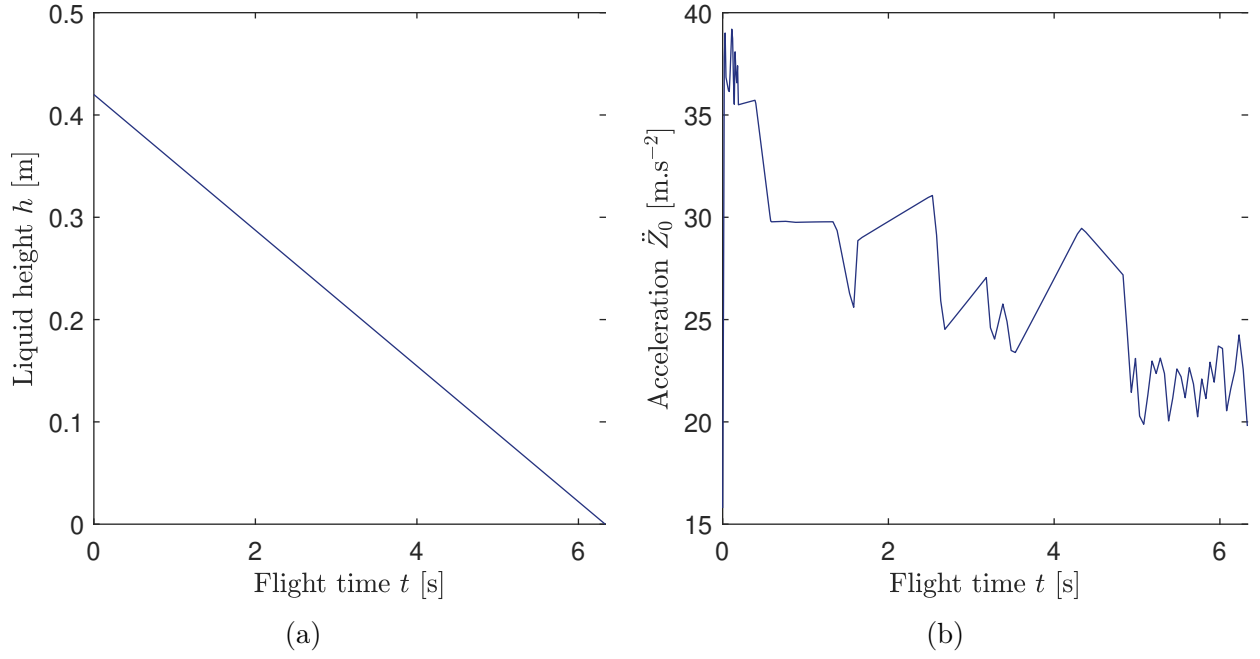 0.5
0.4
0.3
0.2
0.1
0
Liquid height h [m]
0 2 4 6
Flight time t [s]
(a)
40
35
30
25
20
15
Acceleration Z̈₀ [m.s⁻²]
0 2 4 6
Flight time t [s]
(b)